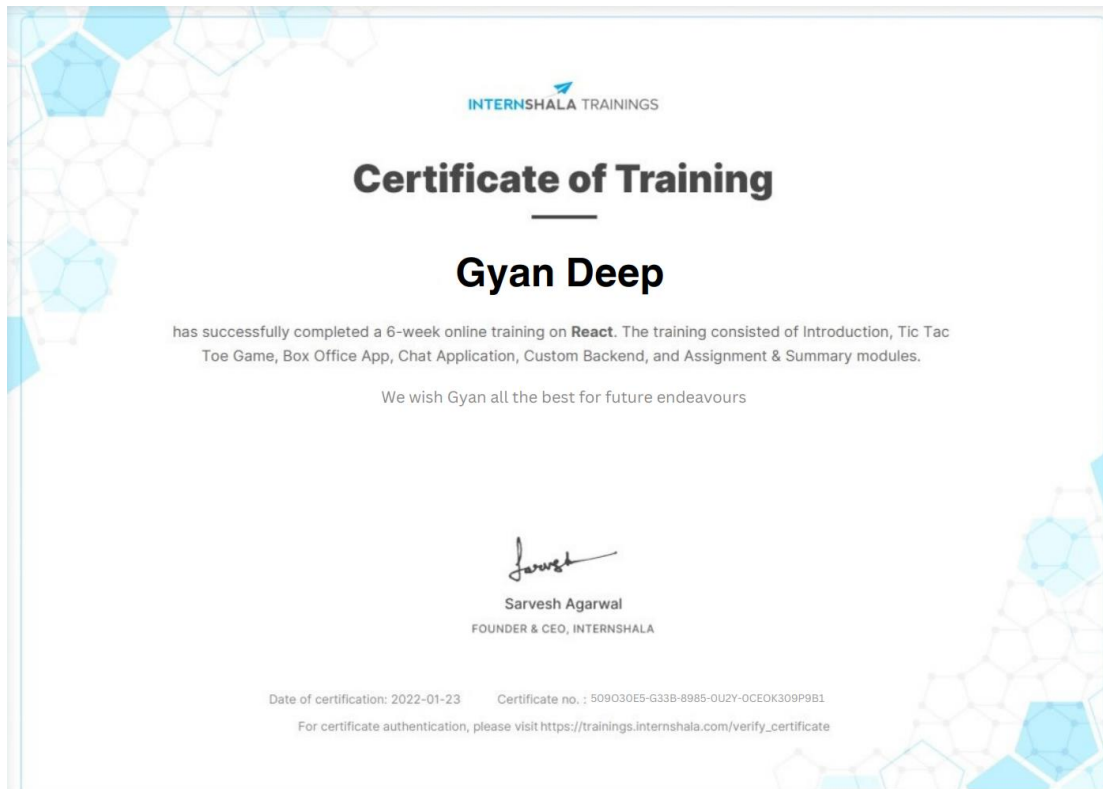 INTERNSHALA TRAININGS
Certificate of Training
Gyan Deep
has successfully completed a 6-week online training on React. The training consisted of Introduction, Tic Tac
Toe Game, Box Office App, Chat Application, Custom Backend, and Assignment & Summary modules.
We wish Gyan all the best for future endeavours
Sarvesh
Sarvesh Agarwal
FOUNDER & CEO, INTERNSHALA
Date of certification: 2022-01-23 Certificate no. : 509O30E5-G33B-8985-0U2Y-0CEOK309P9B1
For certificate authentication, please visit https://trainings.internshala.com/verify_certificate